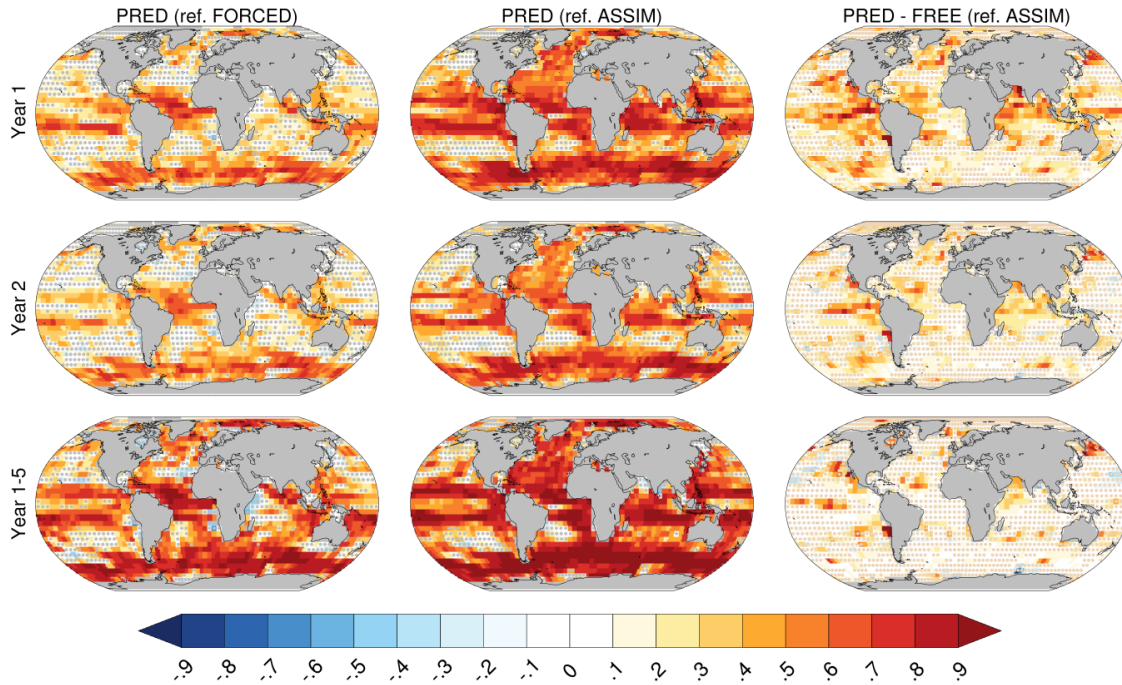 PRED (ref. FORCED) PRED (ref. ASSIM) PRED - FREE (ref. ASSIM)
Year 1
Year 2
Year 1-5
-.9 -.8 -.7 -.6 -.5 -.4 -.3 -.2 -.1 0 .1 .2 .3 .4 .5 .6 .7 .8 .9